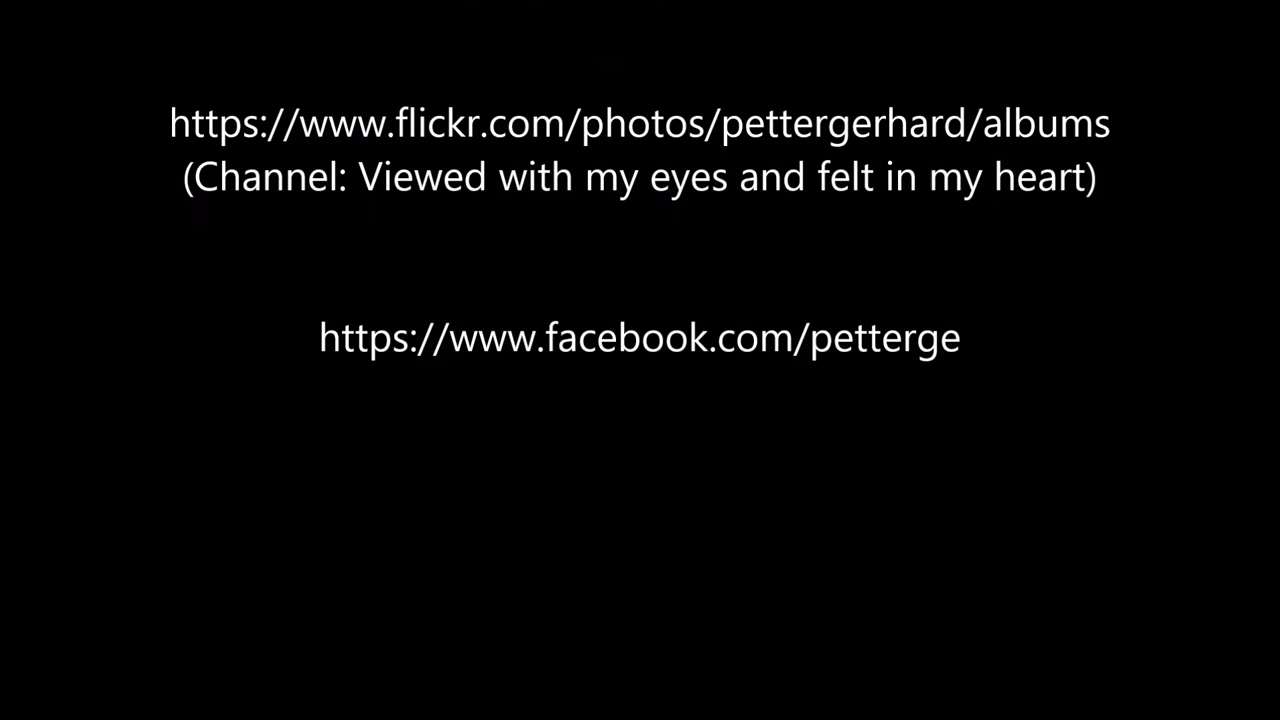 https://www.flickr.com/photos/pettergerhard/albums
(Channel: Viewed with my eyes and felt in my heart)
https://www.facebook.com/petterge